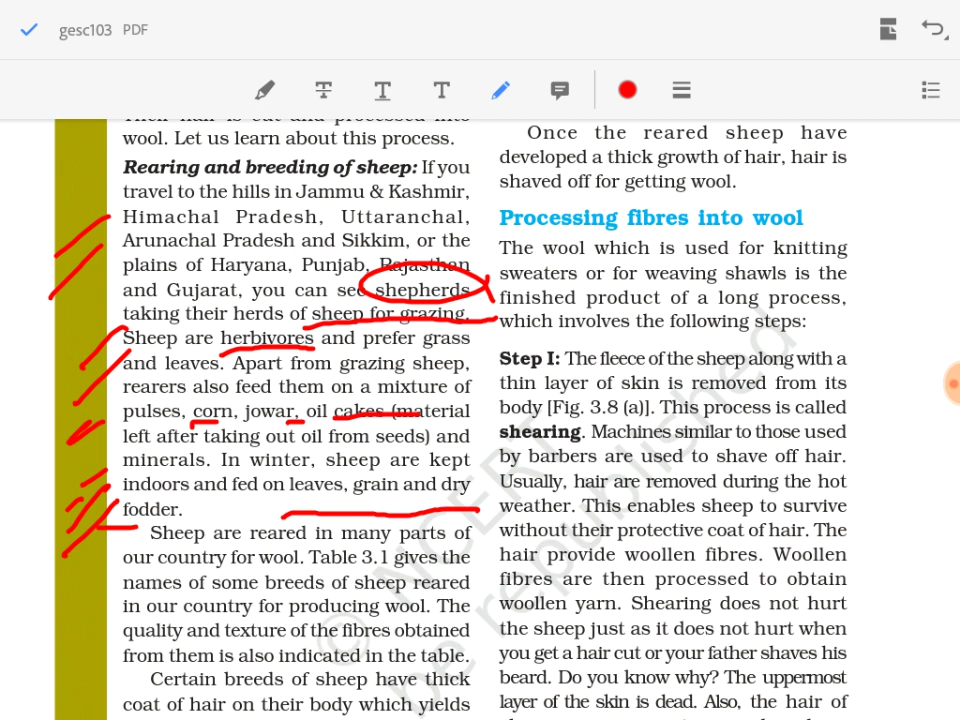 gesc103 PDF
wool. Let us learn about this process.
Rearing and breeding of sheep: If you
travel to the hills in Jammu & Kashmir,
Himachal Pradesh, Uttaranchal,
Arunachal Pradesh and Sikkim, or the
plains of Haryana, Punjab, Rajasthan
and Gujarat, you can see shepherds
taking their herds of sheep for grazing.
Sheep are herbivores and prefer grass
and leaves. Apart from grazing sheep,
rearers also feed them on a mixture of
pulses, corn, jowar, oil cakes (material
left after taking out oil from seeds) and
minerals. In winter, sheep are kept
indoors and fed on leaves, grain and dry
fodder.
Sheep are reared in many parts of
our country for wool. Table 3.1 gives the
names of some breeds of sheep reared
in our country for producing wool. The
quality and texture of the fibres obtained
from them is also indicated in the table.
Certain breeds of sheep have thick
coat of hair on their body which yields
Once the reared sheep have
developed a thick growth of hair, hair is
shaved off for getting wool.
Processing fibres into wool
The wool which is used for knitting
sweaters or for weaving shawls is the
finished product of a long process,
which involves the following steps:
Step I: The fleece of the sheep along with a
thin layer of skin is removed from its
body [Fig. 3.8 (a)]. This process is called
shearing. Machines similar to those used
by barbers are used to shave off hair.
Usually, hair are removed during the hot
weather. This enables sheep to survive
without their protective coat of hair. The
hair provide woollen fibres. Woollen
fibres are then processed to obtain
woollen yarn. Shearing does not hurt
the sheep just as it does not hurt when
you get a hair cut or your father shaves his
beard. Do you know why? The uppermost
layer of the skin is dead. Also, the hair of
© NCERT
be republished